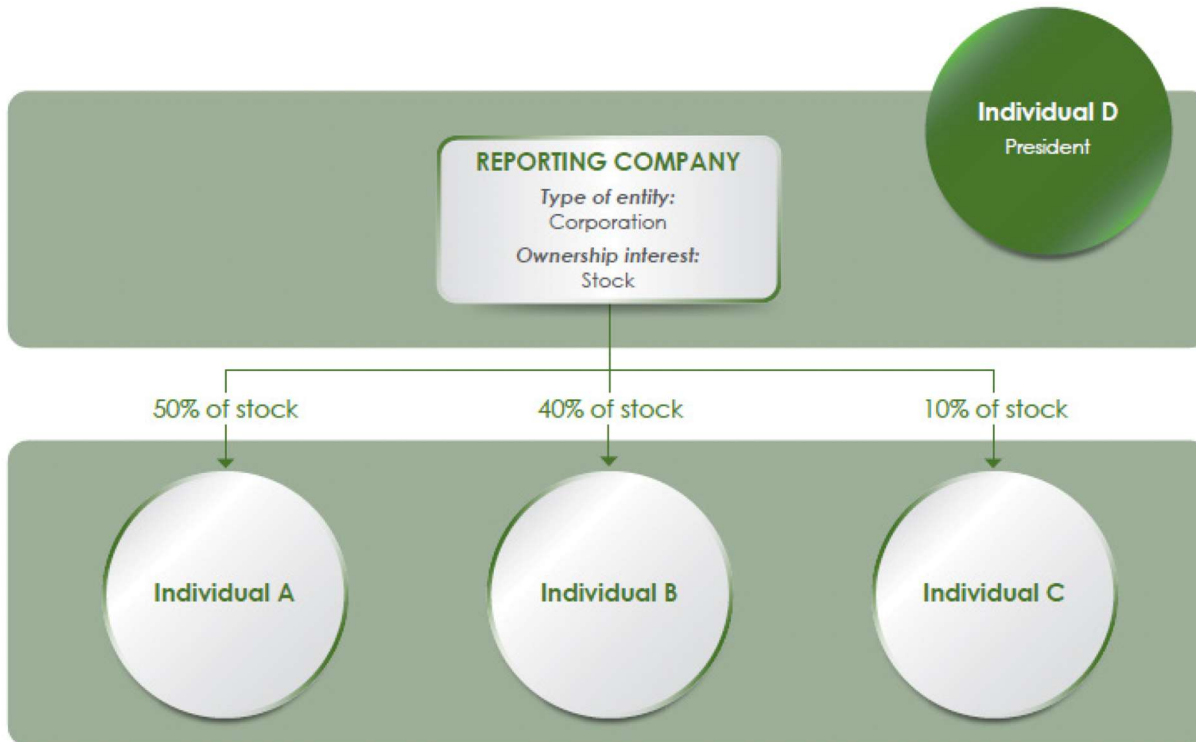 Individual D
President
REPORTING COMPANY
Type of entity:
Corporation
Ownership interest:
Stock
50% of stock
40% of stock
10% of stock
Individual A
Individual B
Individual C